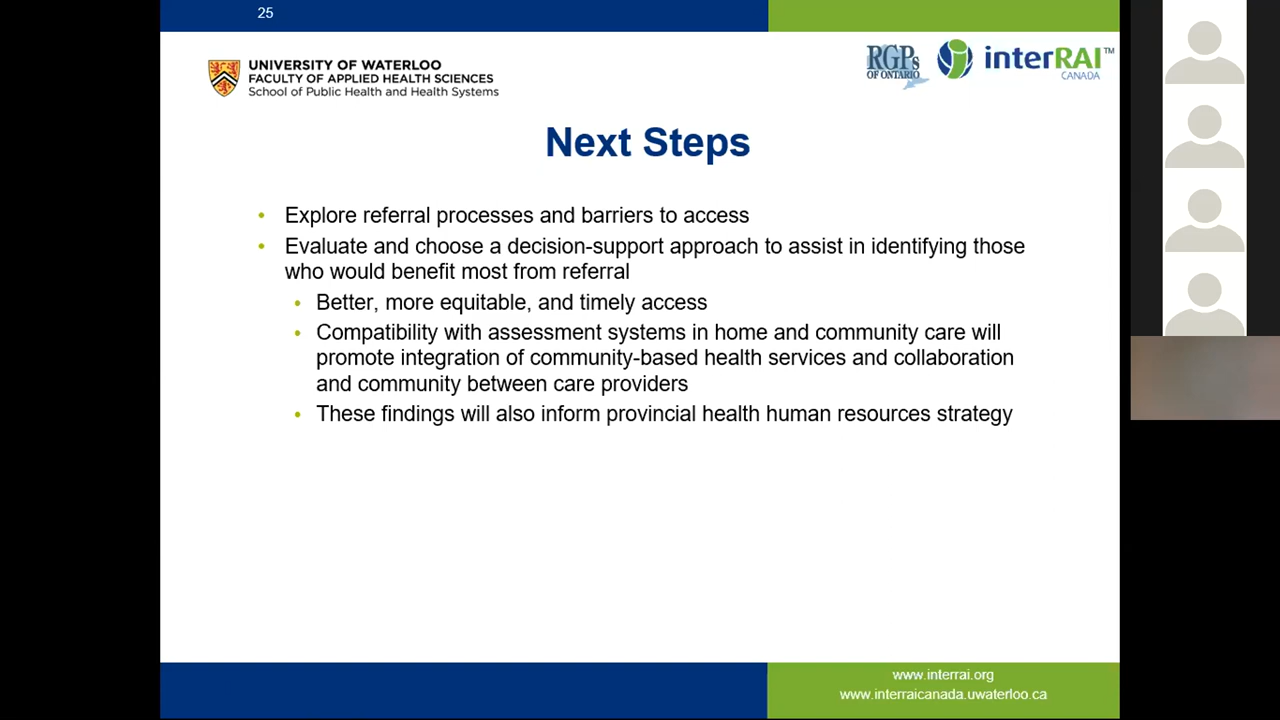 25
UNIVERSITY OF WATERLOO
FACULTY OF APPLIED HEALTH SCIENCES
School of Public Health and Health Systems
RGPs
OF ONTARIO
interRAI™
CANADA
Next Steps
• Explore referral processes and barriers to access
• Evaluate and choose a decision-support approach to assist in identifying those
who would benefit most from referral
• Better, more equitable, and timely access
• Compatibility with assessment systems in home and community care will
promote integration of community-based health services and collaboration
and community between care providers
• These findings will also inform provincial health human resources strategy
www.interrai.org
www.interraicanada.uwaterloo.ca